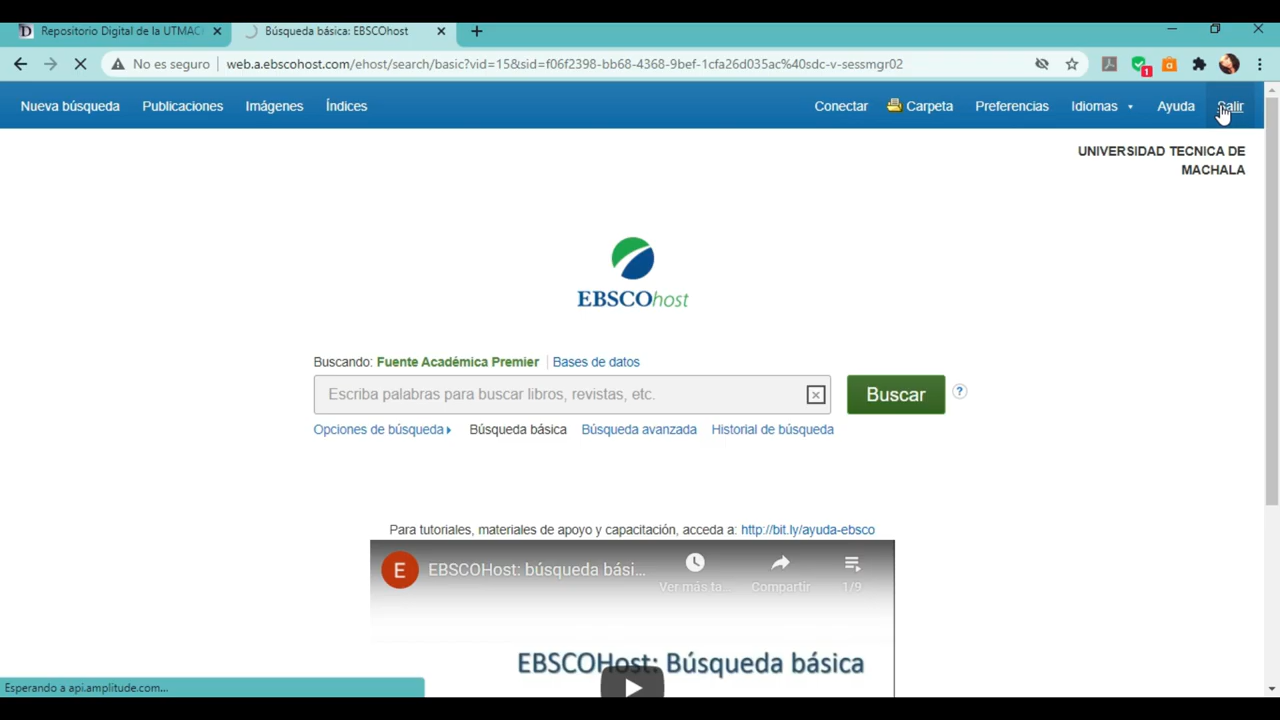 Repositorio Digital de la UTMAC
Búsqueda básica: EBSCOhost
No es seguro
web.a.ebscohost.com/ehost/search/basic?vid=15&sid=f06f2398-bb68-4368-9bef-1cfa26d035ac%40sdc-v-sessmgr02
1
Nueva búsqueda Publicaciones Imágenes Índices Conectar Carpeta Preferencias Idiomas Ayuda Salir
UNIVERSIDAD TECNICA DE
MACHALA
EBSCOhost
Buscando: Fuente Académica Premier Bases de datos
Escriba palabras para buscar libros, revistas, etc.
Buscar
?
Opciones de búsqueda Búsqueda básica Búsqueda avanzada Historial de búsqueda
Para tutoriales, materiales de apoyo y capacitación, acceda a: http://bit.ly/ayuda-ebsco
E
EBSCOHost: búsqueda bási...
Ver más ta... Compartir 1/9
EBSCOHost: Búsqueda básica
Esperando a api.amplitude.com...